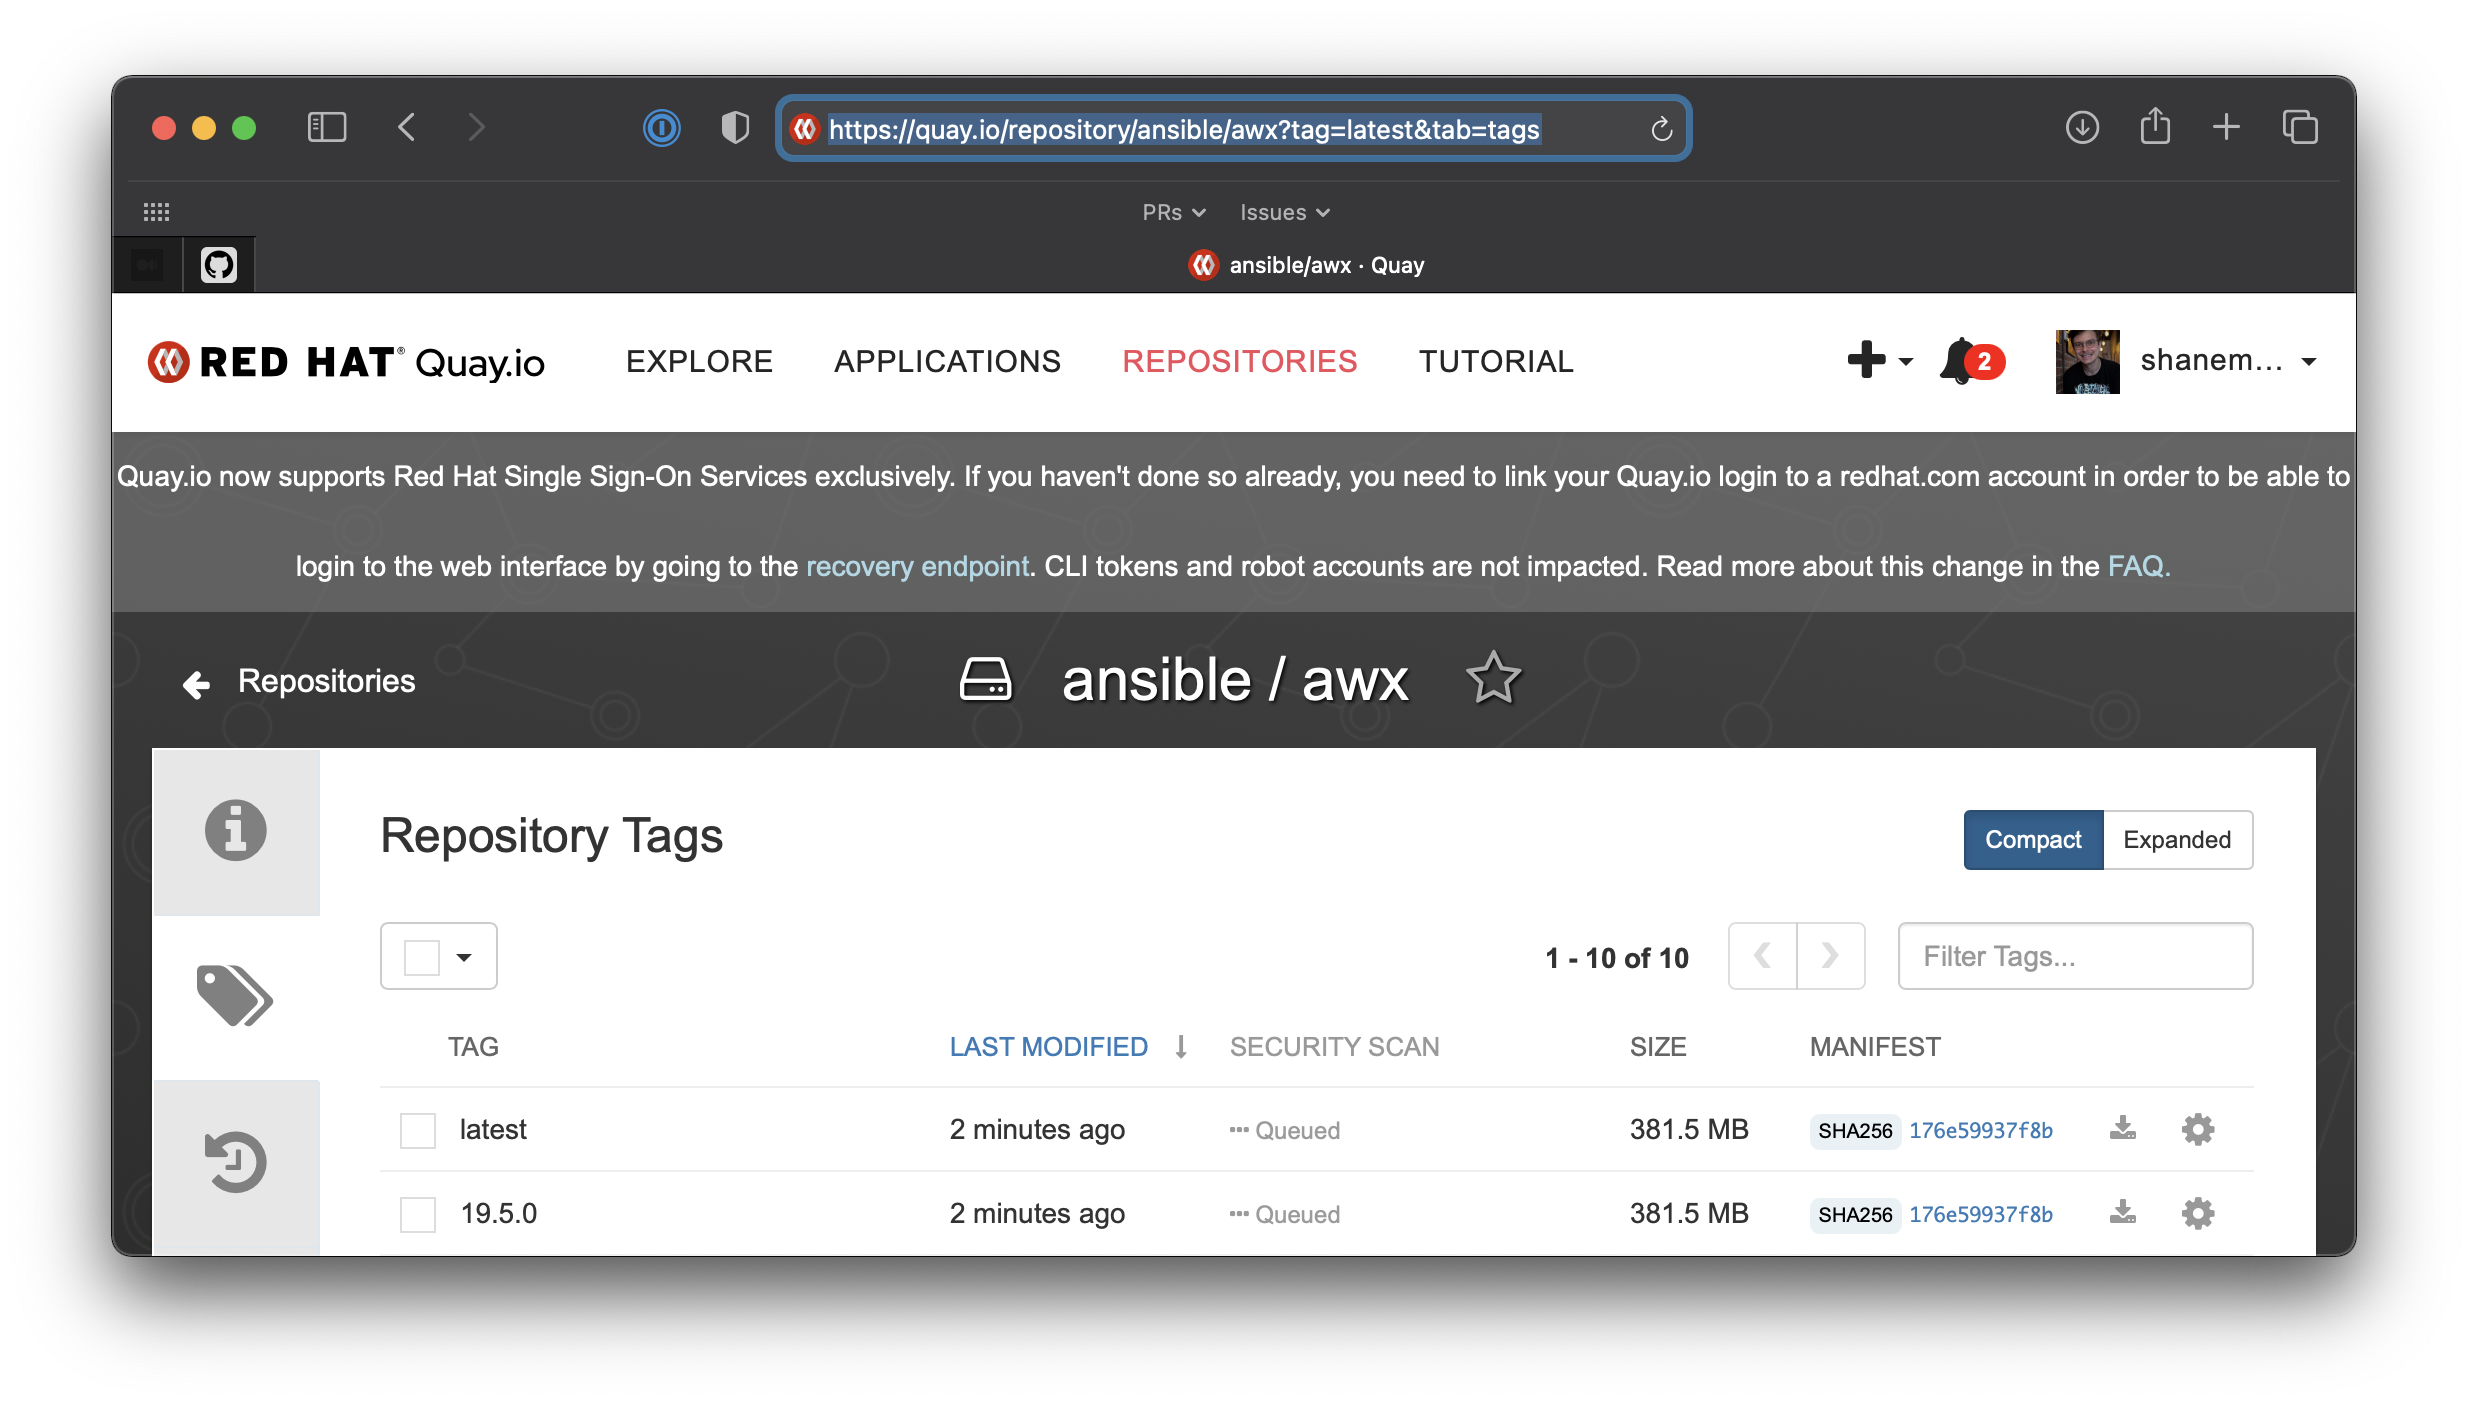 https://quay.io/repository/ansible/awx?tag=latest&tab=tags
PRs Issues
ansible/awx · Quay
RED HAT® Quay.io EXPLORE APPLICATIONS REPOSITORIES TUTORIAL 2 shanem...
Quay.io now supports Red Hat Single Sign-On Services exclusively. If you haven't done so already, you need to link your Quay.io login to a redhat.com account in order to be able to
login to the web interface by going to the recovery endpoint. CLI tokens and robot accounts are not impacted. Read more about this change in the FAQ.
Repositories ansible / awx
Repository Tags Compact Expanded
1 - 10 of 10 Filter Tags...
TAG LAST MODIFIED SECURITY SCAN SIZE MANIFEST
latest 2 minutes ago Queued 381.5 MB SHA256 176e59937f8b
19.5.0 2 minutes ago Queued 381.5 MB SHA256 176e59937f8b